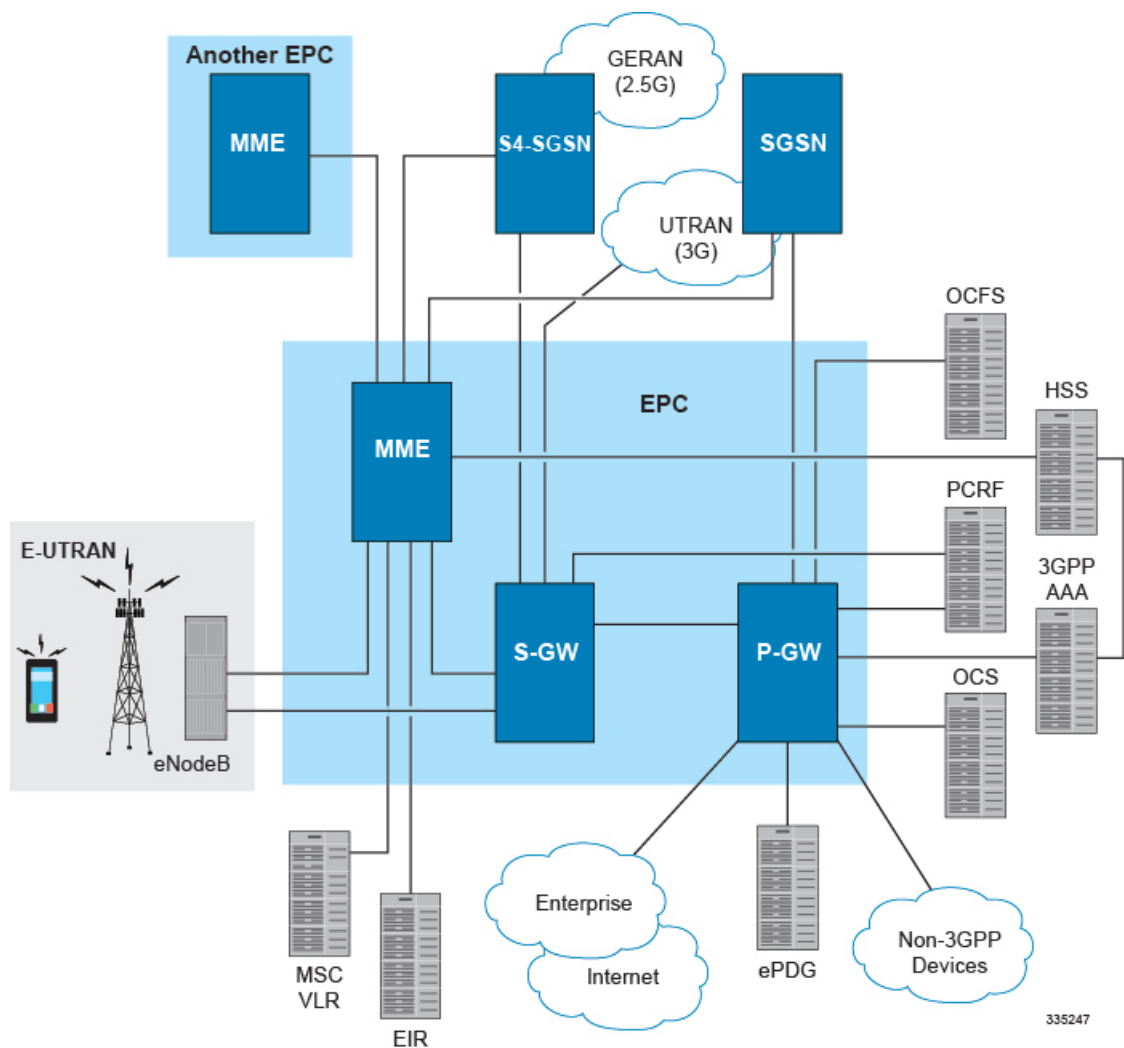 Another EPC
MME
S4-SGSN
GERAN
(2.5G)
SGSN
UTRAN
(3G)
OCFS
HSS
EPC
MME
PCRF
E-UTRAN
3GPP
AAA
S-GW
P-GW
OCS
eNodeB
Enterprise
Internet
ePDG
Non-3GPP
Devices
MSC
VLR
EIR
335247